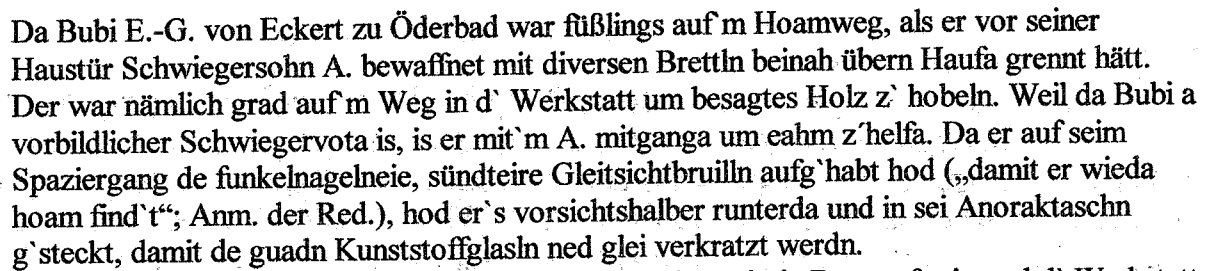 Da Bubi E.-G. von Eckert zu Öderbad war füßlings auf'm Hoamweg, als er vor seiner
Haustür Schwiegersohn A. bewaffnet mit diversen Brettln beinah übern Haufa grennt hätt.
Der war nämlich grad auf'm Weg in d` Werkstatt um besagtes Holz z` hobeln. Weil da Bubi a
vorbildlicher Schwiegervota is, is er mit`m A. mitganga um eahm z´helfa. Da er auf seim
Spaziergang de funkelnagelneie, sündteire Gleitsichtbruilln aufg`habt hod („damit er wieda
hoam find`t“; Anm. der Red.), hod er`s vorsichtshalber runterda und in sei Anoraktaschn
g`steckt, damit de guadn Kunststoffglasln ned glei verkratzt werdn.